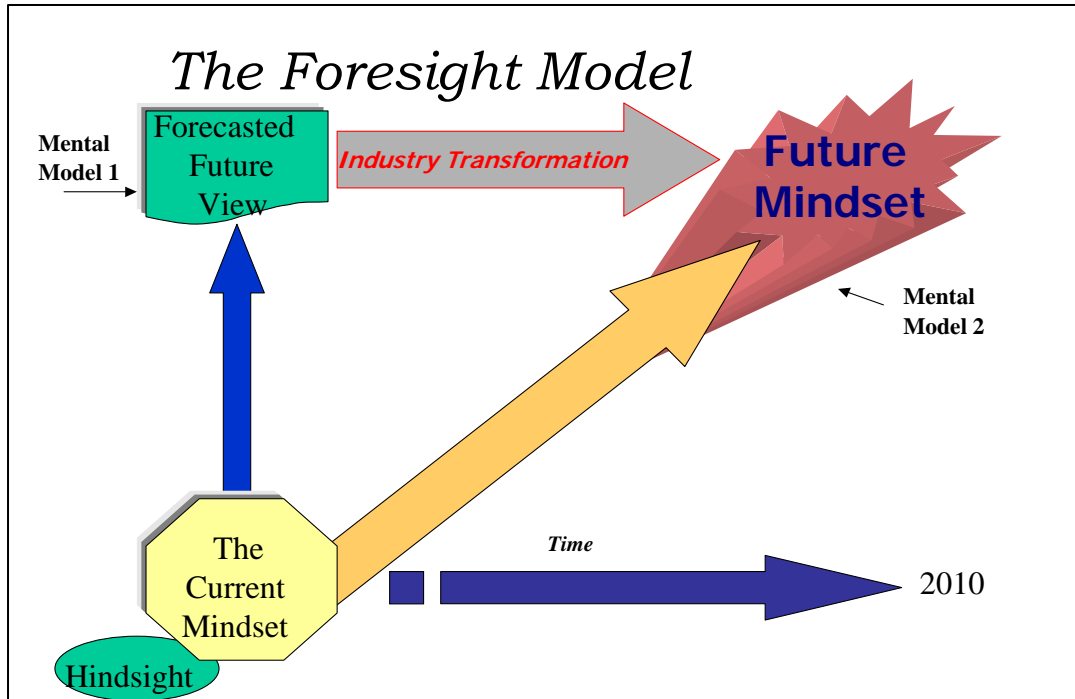 The Foresight Model
Mental
Model 1
Forecasted
Future
View
Industry Transformation
Future
Mindset
Mental
Model 2
The
Current
Mindset
Time
2010
Hindsight